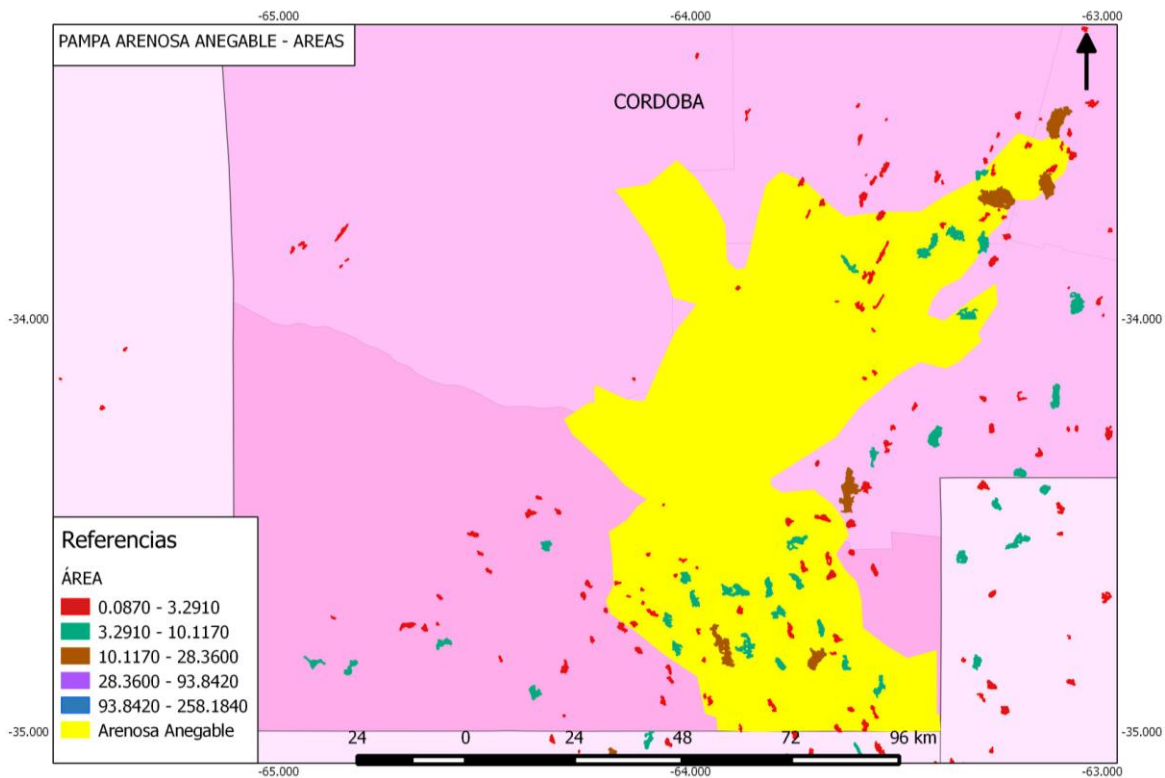 -65.000 -64.000 -63.000
PAMPA ARENOSA ANEGABLE - AREAS
CORDOBA
-34.000 -34.000
Referencias
ÁREA
0.0870 - 3.2910
3.2910 - 10.1170
10.1170 - 28.3600
28.3600 - 93.8420
93.8420 - 258.1840
Arenosa Anegable
-35.000 -35.000
24 0 24 48 72 96 km
-65.000 -64.000 -63.000